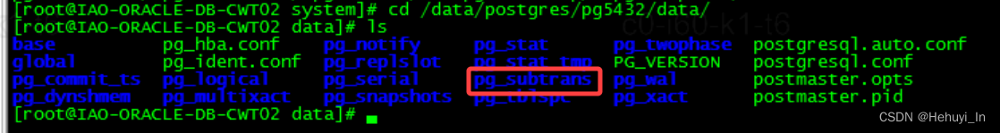 [root@IAO-ORACLE-DB-CWT02 system]# cd /data/postgres/pg5432/data/
[root@IAO-ORACLE-DB-CWT02 data]# ls
base pg_hba.conf pg_notify pg_stat pg_twophase postgresql.auto.conf
global pg_ident.conf pg_replslot pg_stat_tmp PG_VERSION postgresql.conf
pg_commit_ts pg_logical pg_serial pg_subtrans pg_wal postmaster.opts
pg_dynshmem pg_multixact pg_snapshots pg_tblspc pg_xact postmaster.pid
[root@IAO-ORACLE-DB-CWT02 data]#
CSDN @Hehuyi_In